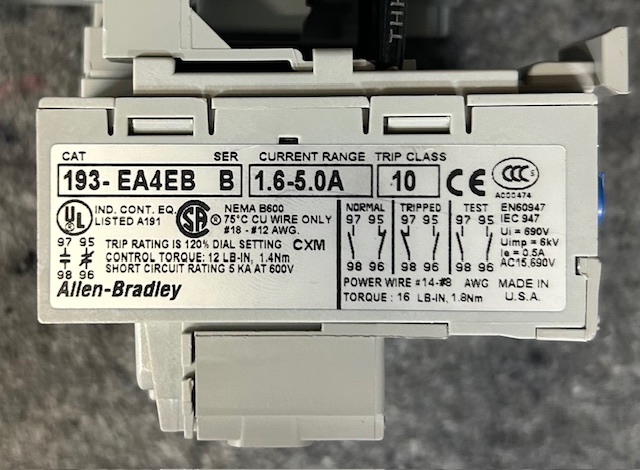 THH
CAT SER CURRENT RANGE TRIP CLASS
193-EA4EB B 1.6-5.0A 10 CE CCC
A000474
UL IND. CONT. EQ. LISTED A191
SA NEMA B600
75°C CU WIRE ONLY
#18 - #12 AWG.
97 95
98 96
TRIP RATING IS 120% DIAL SETTING CXM
CONTROL TORQUE: 12 LB-IN, 1.4Nm
SHORT CIRCUIT RATING 5 KA AT 600V
Allen-Bradley
NORMAL TRIPPED TEST
97 95 97 95 97 95
98 96 98 96 98 96
POWER WIRE #14-#8 AWG
TORQUE : 16 LB-IN, 1.8Nm
EN60947
IEC 947
Ui = 690V
Uimp = 6kV
Ie = 0.5A
AC15,690V
MADE IN
U.S.A.